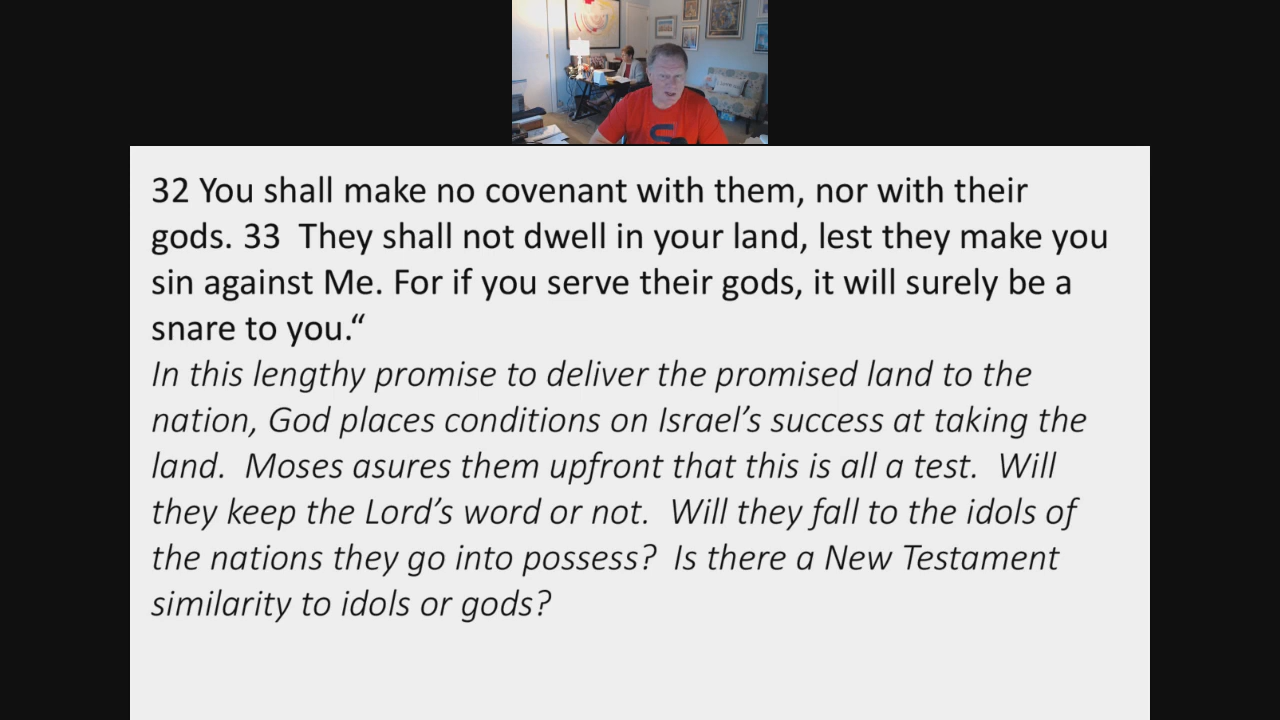 32 You shall make no covenant with them, nor with their
gods. 33  They shall not dwell in your land, lest they make you
sin against Me. For if you serve their gods, it will surely be a
snare to you.“
In this lengthy promise to deliver the promised land to the
nation, God places conditions on Israel’s success at taking the
land.  Moses asures them upfront that this is all a test.  Will
they keep the Lord’s word or not.  Will they fall to the idols of
the nations they go into possess?  Is there a New Testament
similarity to idols or gods?